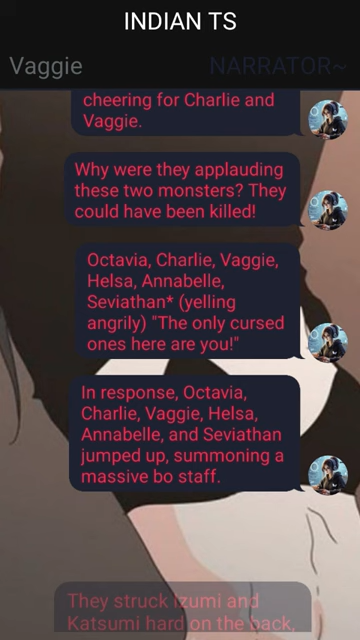 INDIAN TS
Vaggie
NARRATOR~
cheering for Charlie and
Vaggie.
Why were they applauding
these two monsters? They
could have been killed!
Octavia, Charlie, Vaggie,
Helsa, Annabelle,
Seviathan* (yelling
angrily) "The only cursed
ones here are you!"
In response, Octavia,
Charlie, Vaggie, Helsa,
Annabelle, and Seviathan
jumped up, summoning a
massive bo staff.
They struck Izumi and
Katsumi hard on the back,